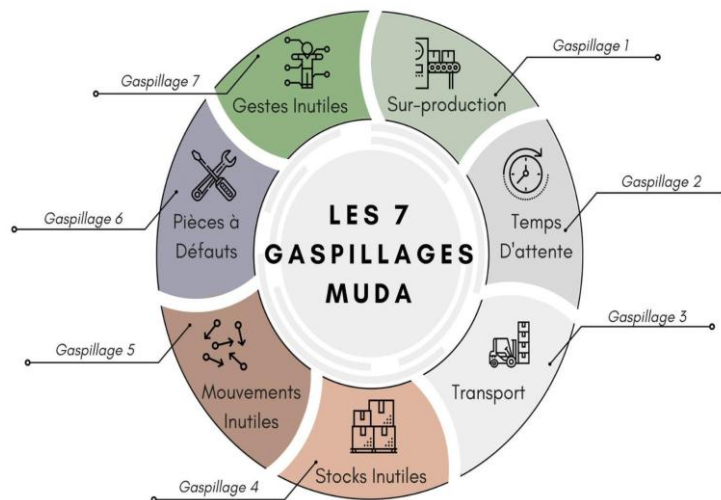 LES 7
GASPILLAGES
MUDA
Gaspillage 1
Sur-production
Gaspillage 2
Temps
D'attente
Gaspillage 3
Transport
Gaspillage 4
Stocks Inutiles
Gaspillage 5
Mouvements
Inutiles
Gaspillage 6
Pièces à
Défauts
Gaspillage 7
Gestes Inutiles